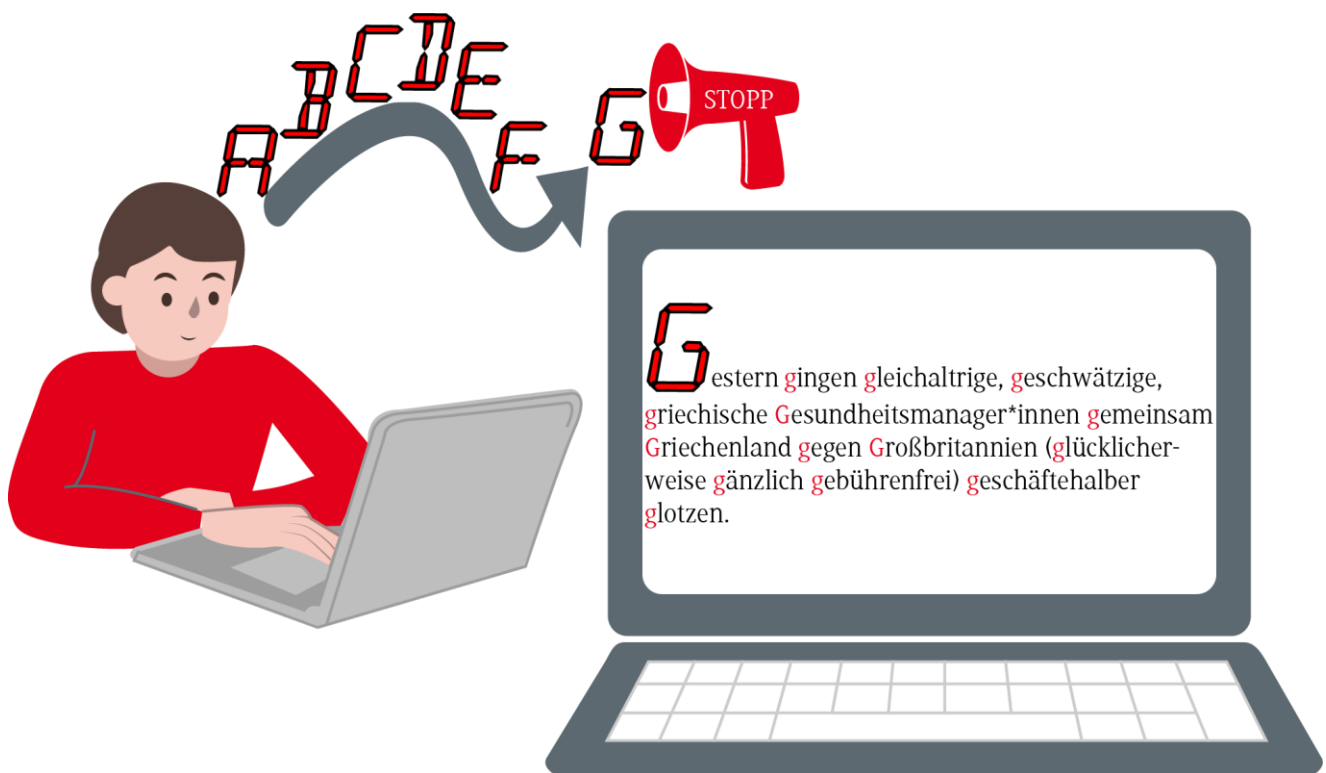 A B C D E F G
STOPP
Gestern gingen gleichaltrige, geschwätzige,
griechische Gesundheitsmanager*innen gemeinsam
Griechenland gegen Großbritannien (glücklicher-
weise gänzlich gebührenfrei) geschäftehalber
glotzen.